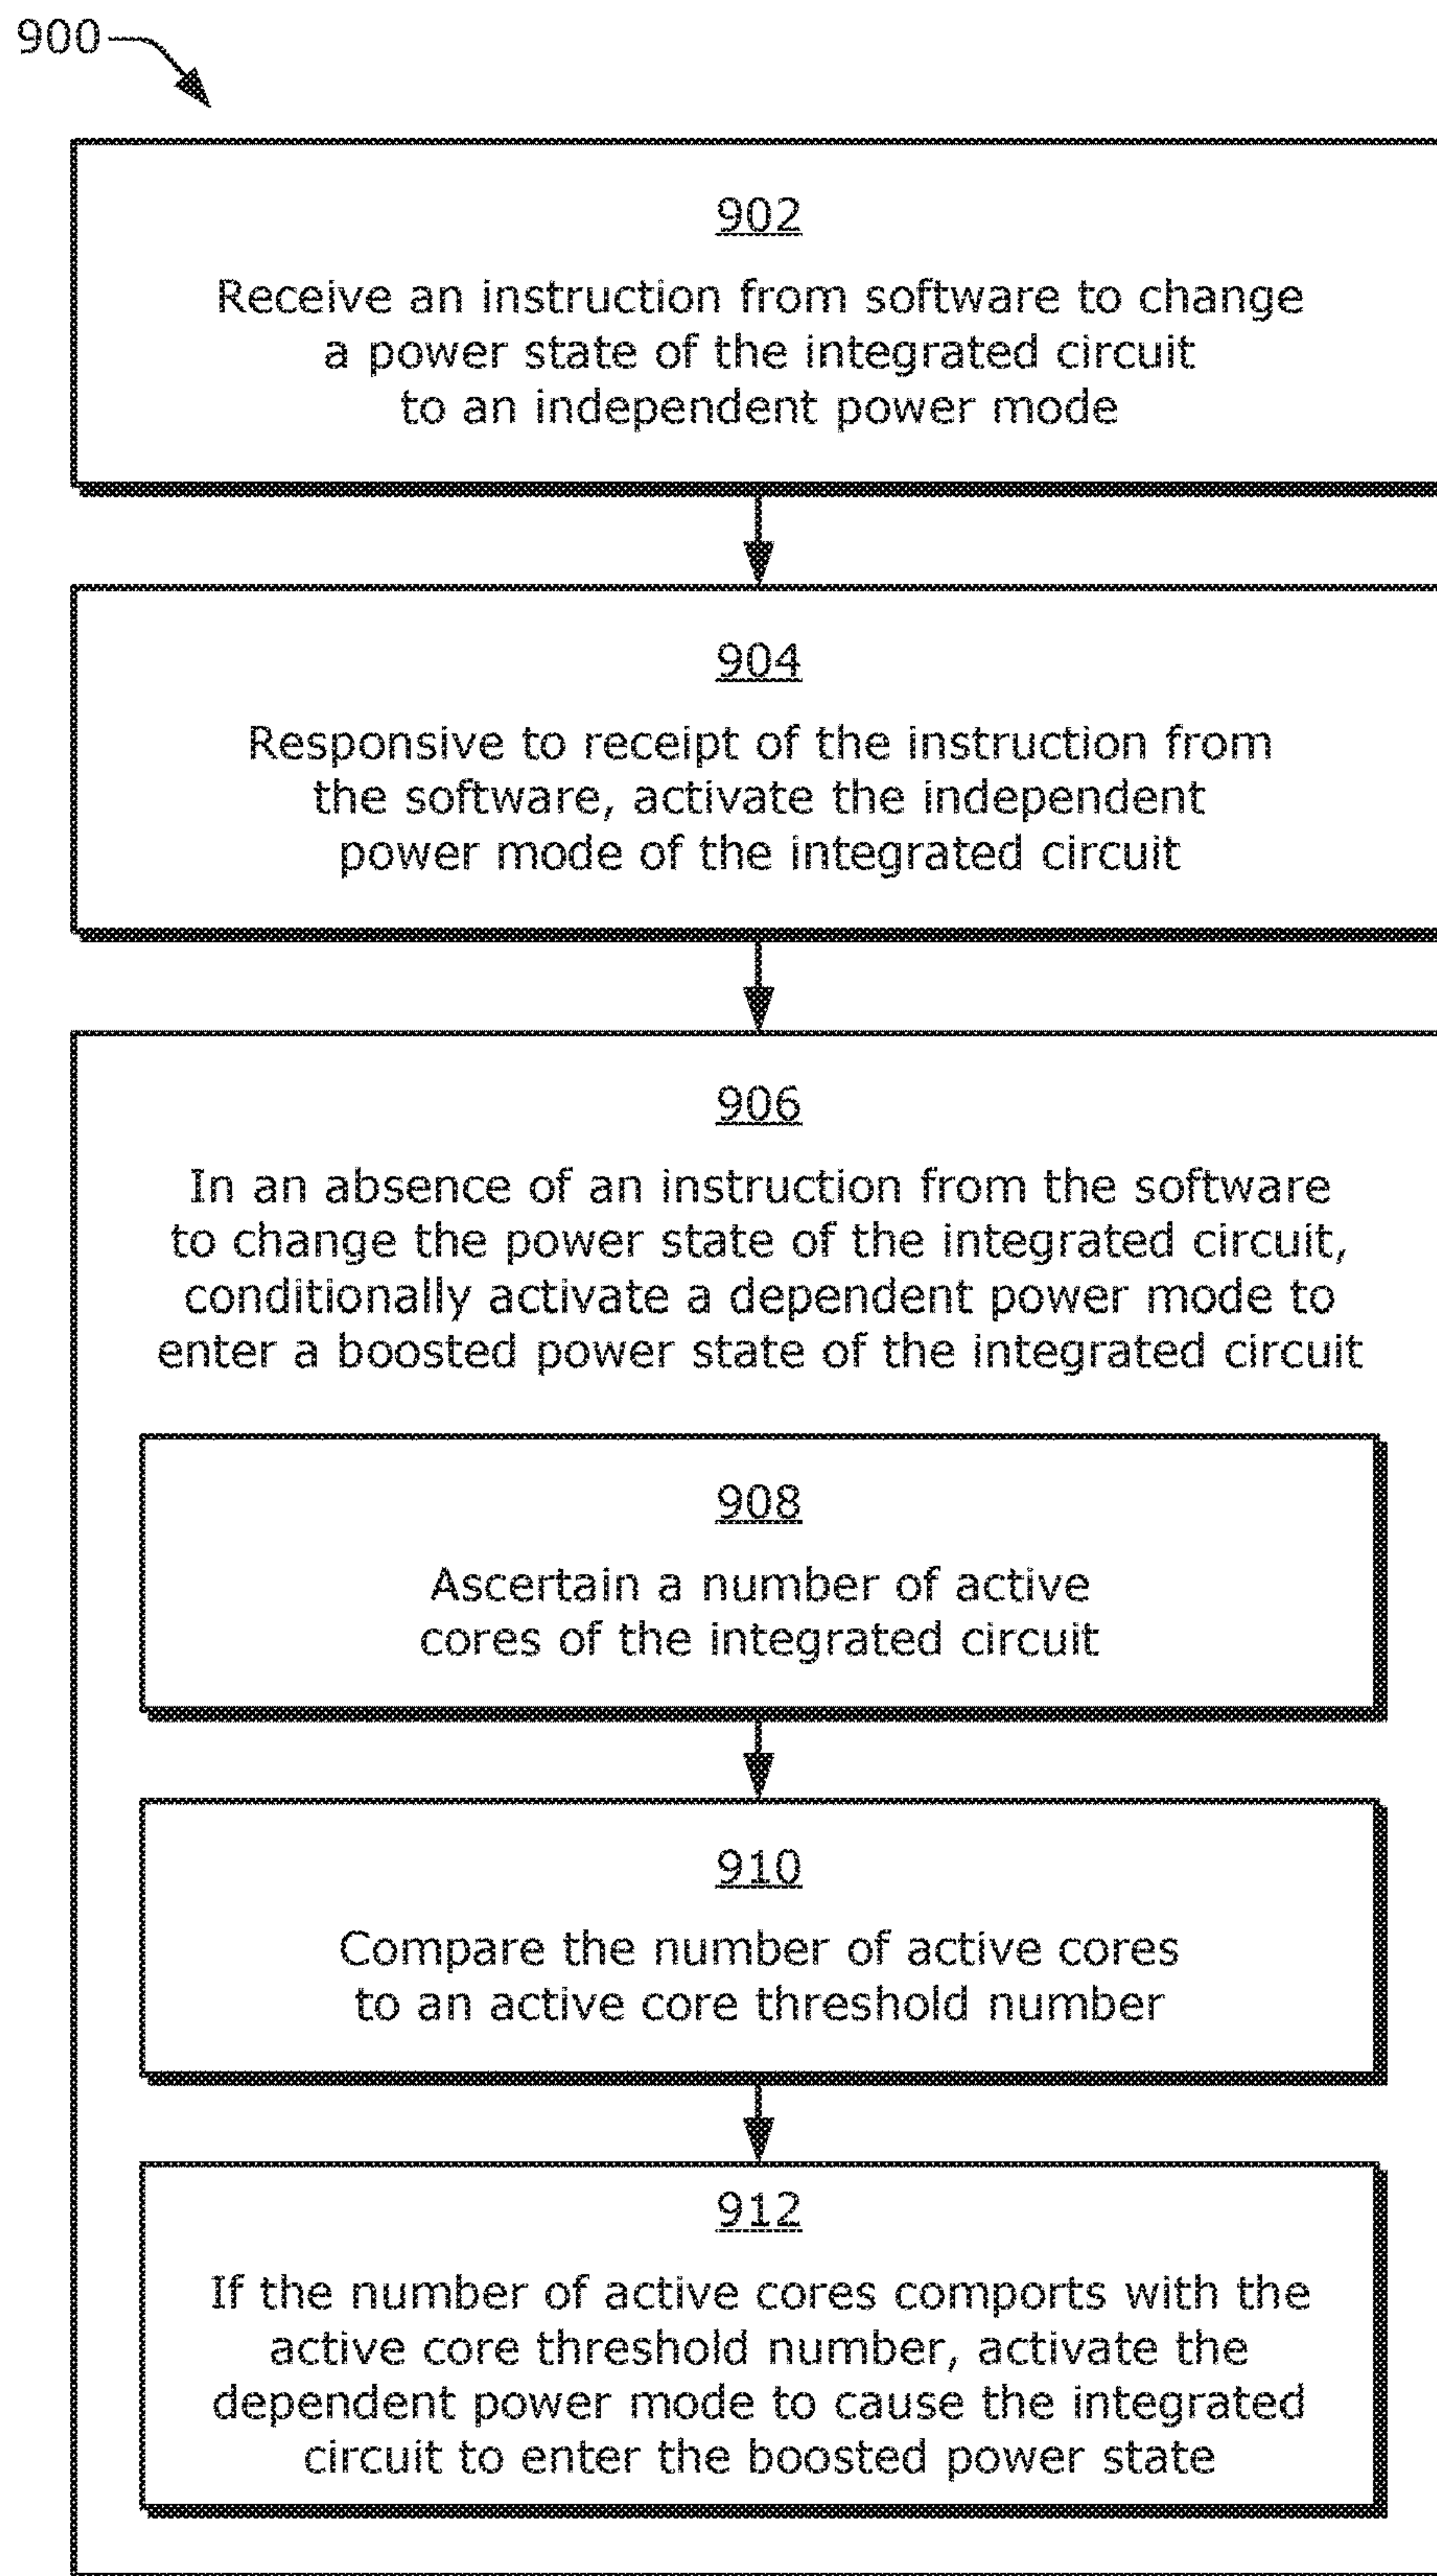 900
902
Receive an instruction from software to change
a power state of the integrated circuit
to an independent power mode
904
Responsive to receipt of the instruction from
the software, activate the independent
power mode of the integrated circuit
906
In an absence of an instruction from the software
to change the power state of the integrated circuit,
conditionally activate a dependent power mode to
enter a boosted power state of the integrated circuit
908
Ascertain a number of active
cores of the integrated circuit
910
Compare the number of active cores
to an active core threshold number
912
If the number of active cores comports with the
active core threshold number, activate the
dependent power mode to cause the integrated
circuit to enter the boosted power state